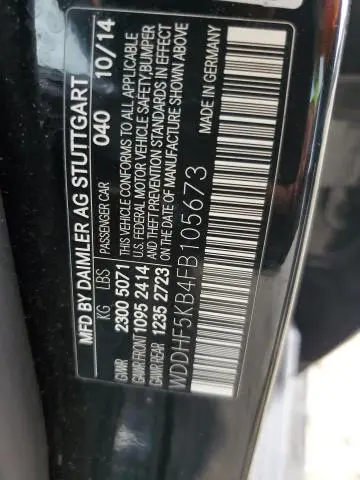 MFD BY DAIMLER AG STUTTGART
PASSENGER CAR 040 10/14
KG LBS
GVWR 2300 5071
GAWR FRONT 1095 2414
GAWR REAR 1235 2723
THIS VEHICLE CONFORMS TO ALL APPLICABLE
U.S. FEDERAL MOTOR VEHICLE SAFETY, BUMPER
AND THEFT PREVENTION STANDARDS IN EFFECT
ON THE DATE OF MANUFACTURE SHOWN ABOVE.
WDDHF5KB4FB105673
MADE IN GERMANY